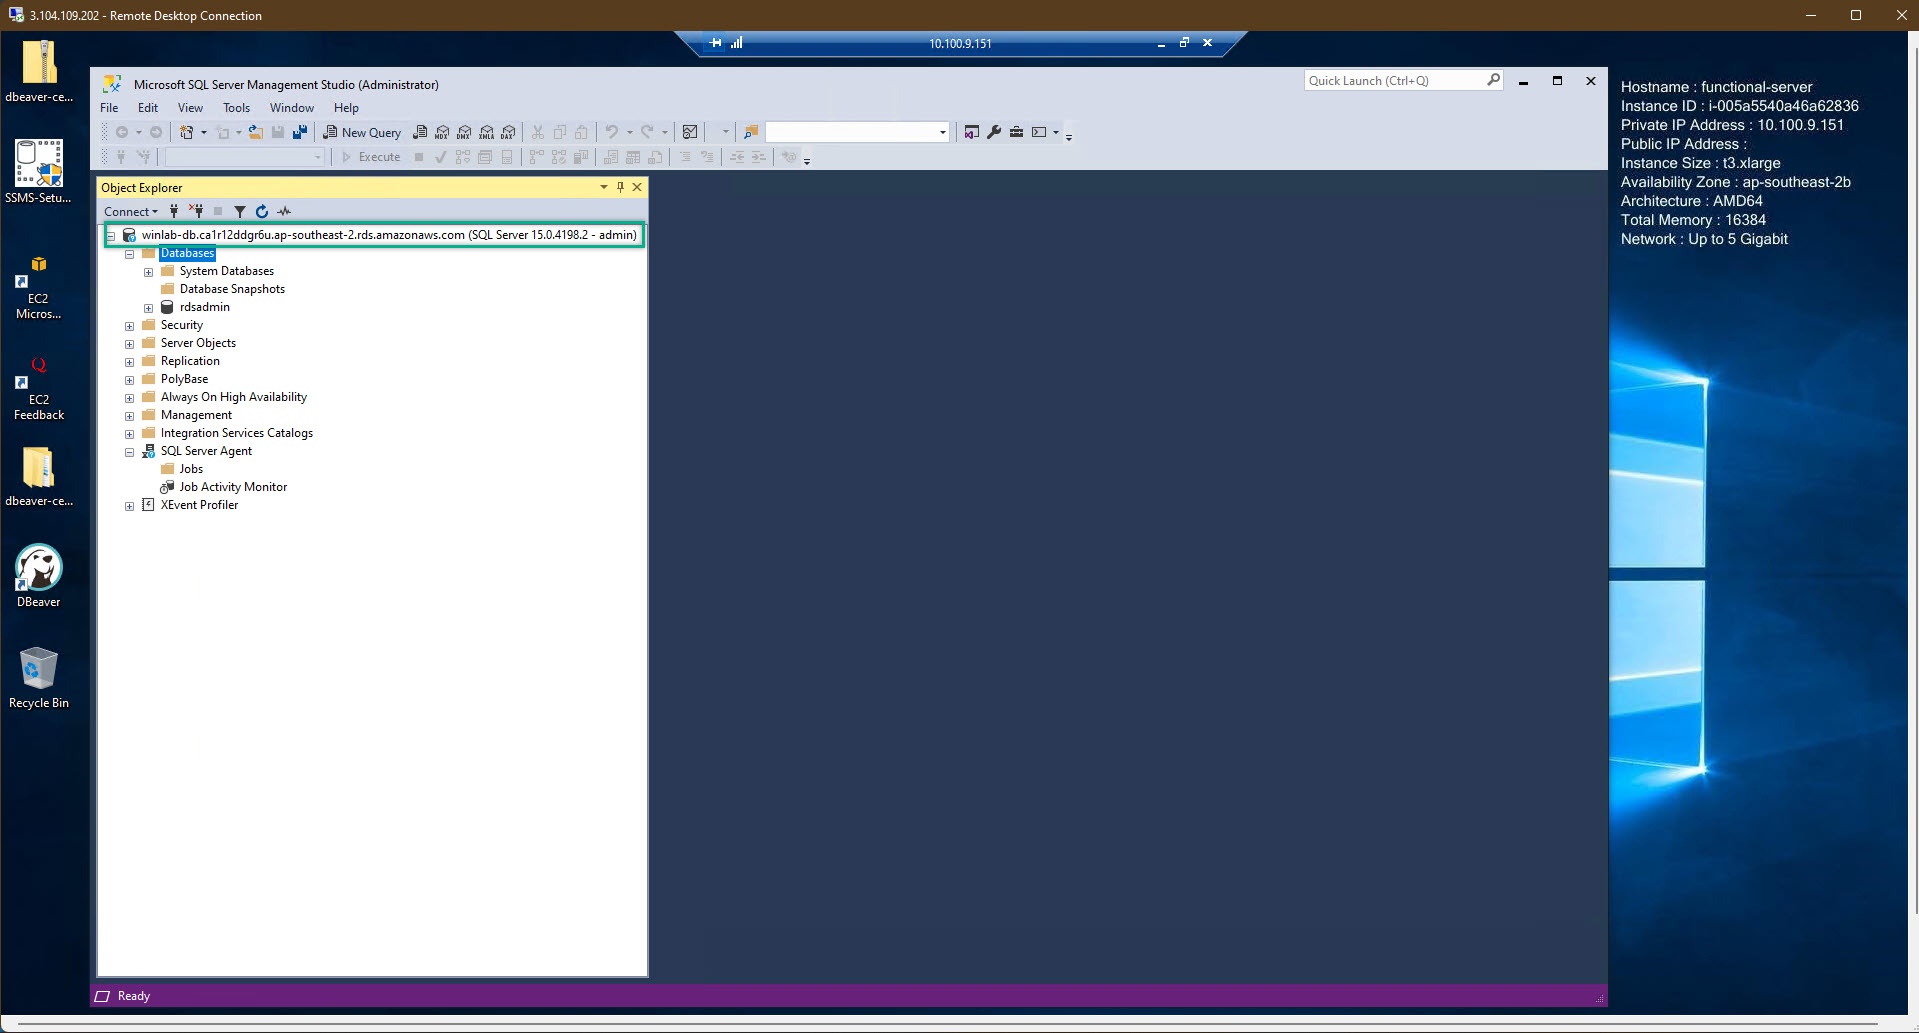 3.104.109.202 - Remote Desktop Connection
10.100.9.151
dbeaver-ce...
SSMS-Setu...
EC2
Micros...
EC2
Feedback
dbeaver-ce...
DBeaver
Recycle Bin
Microsoft SQL Server Management Studio (Administrator)
Quick Launch (Ctrl+Q)
File Edit View Tools Window Help
New Query MDX DMX XMLA DAX
Execute
Object Explorer
Connect
winlab-db.ca1r12ddgr6u.ap-southeast-2.rds.amazonaws.com (SQL Server 15.0.4198.2 - admin)
Databases
System Databases
Database Snapshots
rdsadmin
Security
Server Objects
Replication
PolyBase
Always On High Availability
Management
Integration Services Catalogs
SQL Server Agent
Jobs
Job Activity Monitor
XEvent Profiler
Ready
Hostname : functional-server
Instance ID : i-005a5540a46a62836
Private IP Address : 10.100.9.151
Public IP Address :
Instance Size : t3.xlarge
Availability Zone : ap-southeast-2b
Architecture : AMD64
Total Memory : 16384
Network : Up to 5 Gigabit